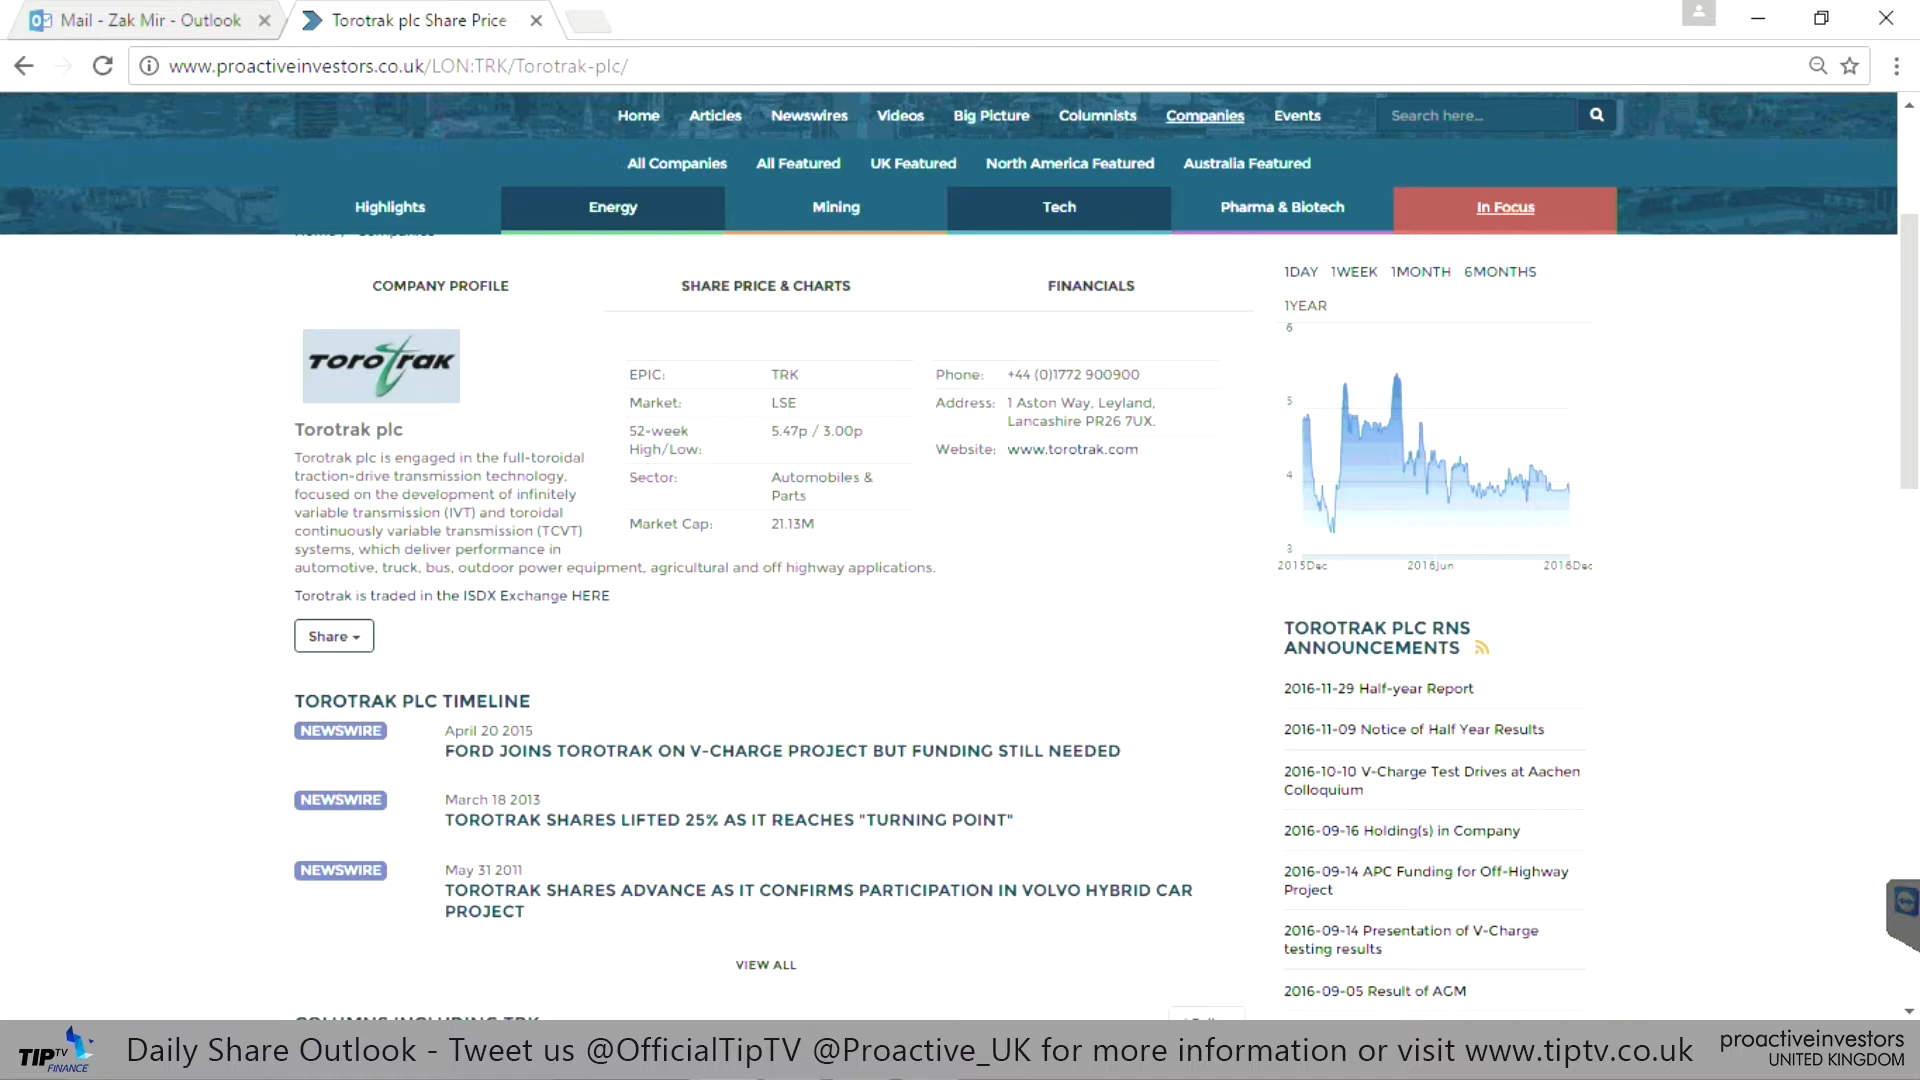 Mail - Zak Mir - Outlook
Torotrak plc Share Price
www.proactiveinvestors.co.uk/LON:TRK/Torotrak-plc/
Home Articles Newswires Videos Big Picture Columnists Companies Events
Search here...
All Companies All Featured UK Featured North America Featured Australia Featured
Highlights Energy Mining Tech Pharma & Biotech In Focus
COMPANY PROFILE SHARE PRICE & CHARTS FINANCIALS
TOROTRAK
Torotrak plc
Torotrak plc is engaged in the full-toroidal
traction-drive transmission technology,
focused on the development of infinitely
variable transmission (IVT) and toroidal
continuously variable transmission (TCVT)
systems, which deliver performance in
automotive, truck, bus, outdoor power equipment, agricultural and off highway applications.
Torotrak is traded in the ISDX Exchange HERE
Share
EPIC: TRK
Market: LSE
52-week 5.47p / 3.00p
High/Low:
Sector: Automobiles &
Parts
Market Cap: 21.13M
Phone: +44 (0)1772 900900
Address: 1 Aston Way, Leyland,
Lancashire PR26 7UX.
Website: www.torotrak.com
TOROTRAK PLC TIMELINE
NEWSWIRE April 20 2015
FORD JOINS TOROTRAK ON V-CHARGE PROJECT BUT FUNDING STILL NEEDED
NEWSWIRE March 18 2013
TOROTRAK SHARES LIFTED 25% AS IT REACHES "TURNING POINT"
NEWSWIRE May 31 2011
TOROTRAK SHARES ADVANCE AS IT CONFIRMS PARTICIPATION IN VOLVO HYBRID CAR
PROJECT
VIEW ALL
1DAY 1WEEK 1MONTH 6MONTHS
1YEAR
6
5
4
3
2015Dec 2016Jun 2016Dec
TOROTRAK PLC RNS
ANNOUNCEMENTS
2016-11-29 Half-year Report
2016-11-09 Notice of Half Year Results
2016-10-10 V-Charge Test Drives at Aachen
Colloquium
2016-09-16 Holding(s) in Company
2016-09-14 APC Funding for Off-Highway
Project
2016-09-14 Presentation of V-Charge
testing results
2016-09-05 Result of AGM
COLUMNS INCLUDING TRK
TIP TV
FINANCE
Daily Share Outlook - Tweet us @OfficialTipTV @Proactive_UK for more information or visit www.tiptv.co.uk
proactiveinvestors
UNITED KINGDOM